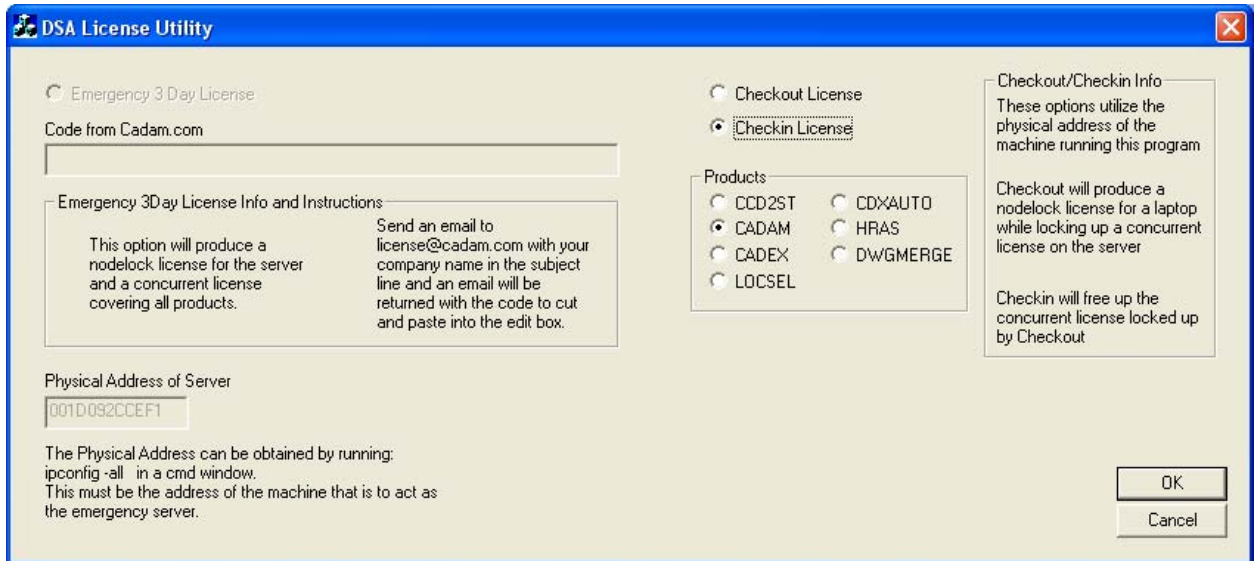 DSA License Utility
Emergency 3 Day License
Code from Cadam.com
Emergency 3Day License Info and Instructions
This option will produce a
nodelock license for the server
and a concurrent license
covering all products.
Send an email to
license@cadam.com with your
company name in the subject
line and an email will be
returned with the code to cut
and paste into the edit box.
Physical Address of Server
001D092CCEF1
The Physical Address can be obtained by running:
ipconfig -all in a cmd window.
This must be the address of the machine that is to act as
the emergency server.
Checkout License
Checkin License
Products
CCD2ST
CADAM
CADEX
LOCSEL
CDXAUTO
HRAS
DWGMERGE
Checkout/Checkin Info
These options utilize the
physical address of the
machine running this program
Checkout will produce a
nodelock license for a laptop
while locking up a concurrent
license on the server
Checkin will free up the
concurrent license locked up
by Checkout
OK
Cancel